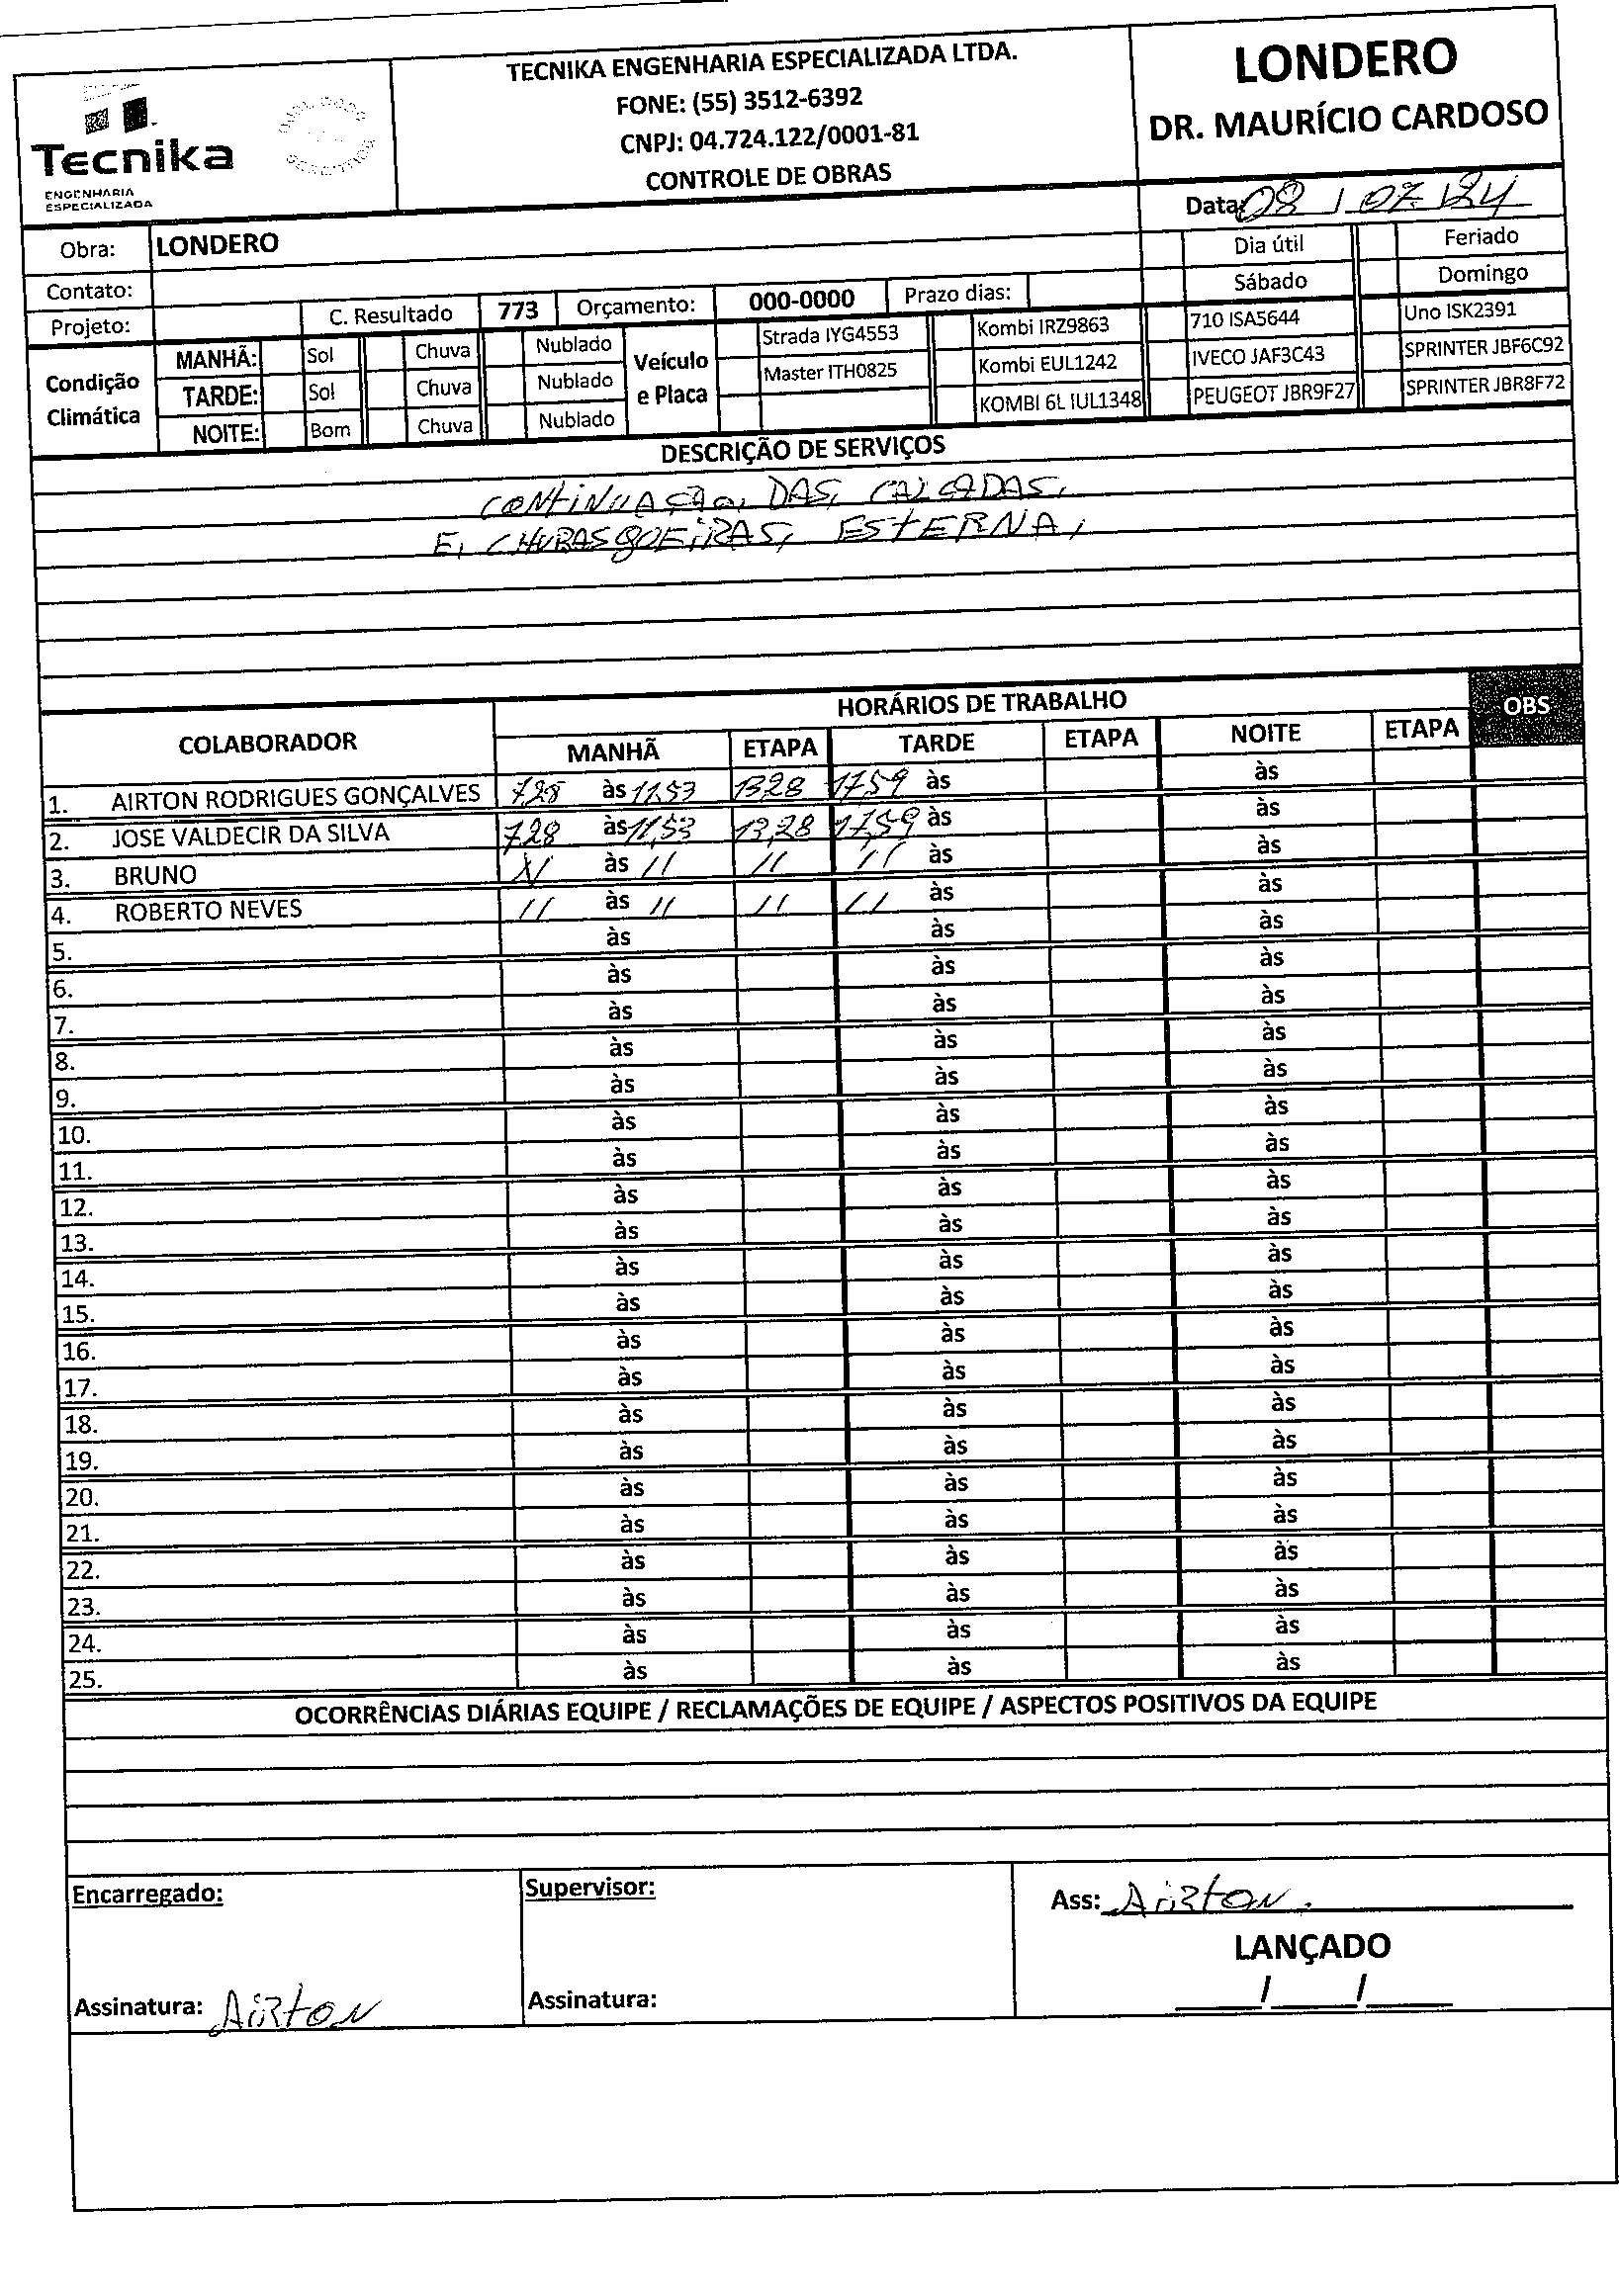 TECNIKA ENGENHARIA ESPECIALIZADA LTDA.
FONE: (55) 3512-6392
CNPJ: 04.724.122/0001-81
CONTROLE DE OBRAS
LONDERO
DR. MAURÍCIO CARDOSO
Tecnika
ENGENHARIA
ESPECIALIZADA
Data: 08 / 07 / 24
Obra: LONDERO
Dia útil Feriado
Contato:
Sábado Domingo
Projeto: C. Resultado 773 Orçamento: 000-0000 Prazo dias:
Condição Climática
MANHÃ: Sol Chuva Nublado
TARDE: Sol Chuva Nublado
NOITE: Bom Chuva Nublado
Veículo e Placa
Strada IYG4553 Kombi IRZ9863 710 ISA5644 Uno ISK2391
Master ITH0825 Kombi EUL1242 IVECO JAF3C43 SPRINTER JBF6C92
KOMBI 6L IUL1348 PEUGEOT JBR9F27 SPRINTER JBR8F72
DESCRIÇÃO DE SERVIÇOS
CONTINUAÇÃO, DAS, CALÇADAS,
E, CHURASQUEIRAS, ESTERNA,
HORÁRIOS DE TRABALHO OBS
COLABORADOR MANHÃ ETAPA TARDE ETAPA NOITE ETAPA
1. AIRTON RODRIGUES GONÇALVES 7,28 às 11,53 13,28 17,59 às às
2. JOSE VALDECIR DA SILVA 7,28 às 11,53 13,28 17,59 às às
3. BRUNO às // // // às às
4. ROBERTO NEVES // às // // // às às
5. às às às
6. às às às
7. às às às
8. às às às
9. às às às
10. às às às
11. às às às
12. às às às
13. às às às
14. às às às
15. às às às
16. às às às
17. às às às
18. às às às
19. às às às
20. às às às
21. às às às
22. às às às
23. às às às
24. às às às
25. às às às
OCORRÊNCIAS DIÁRIAS EQUIPE / RECLAMAÇÕES DE EQUIPE / ASPECTOS POSITIVOS DA EQUIPE
Encarregado: Supervisor: Ass: Airton.
LANÇADO
Assinatura: Airton Assinatura: ___/___/___